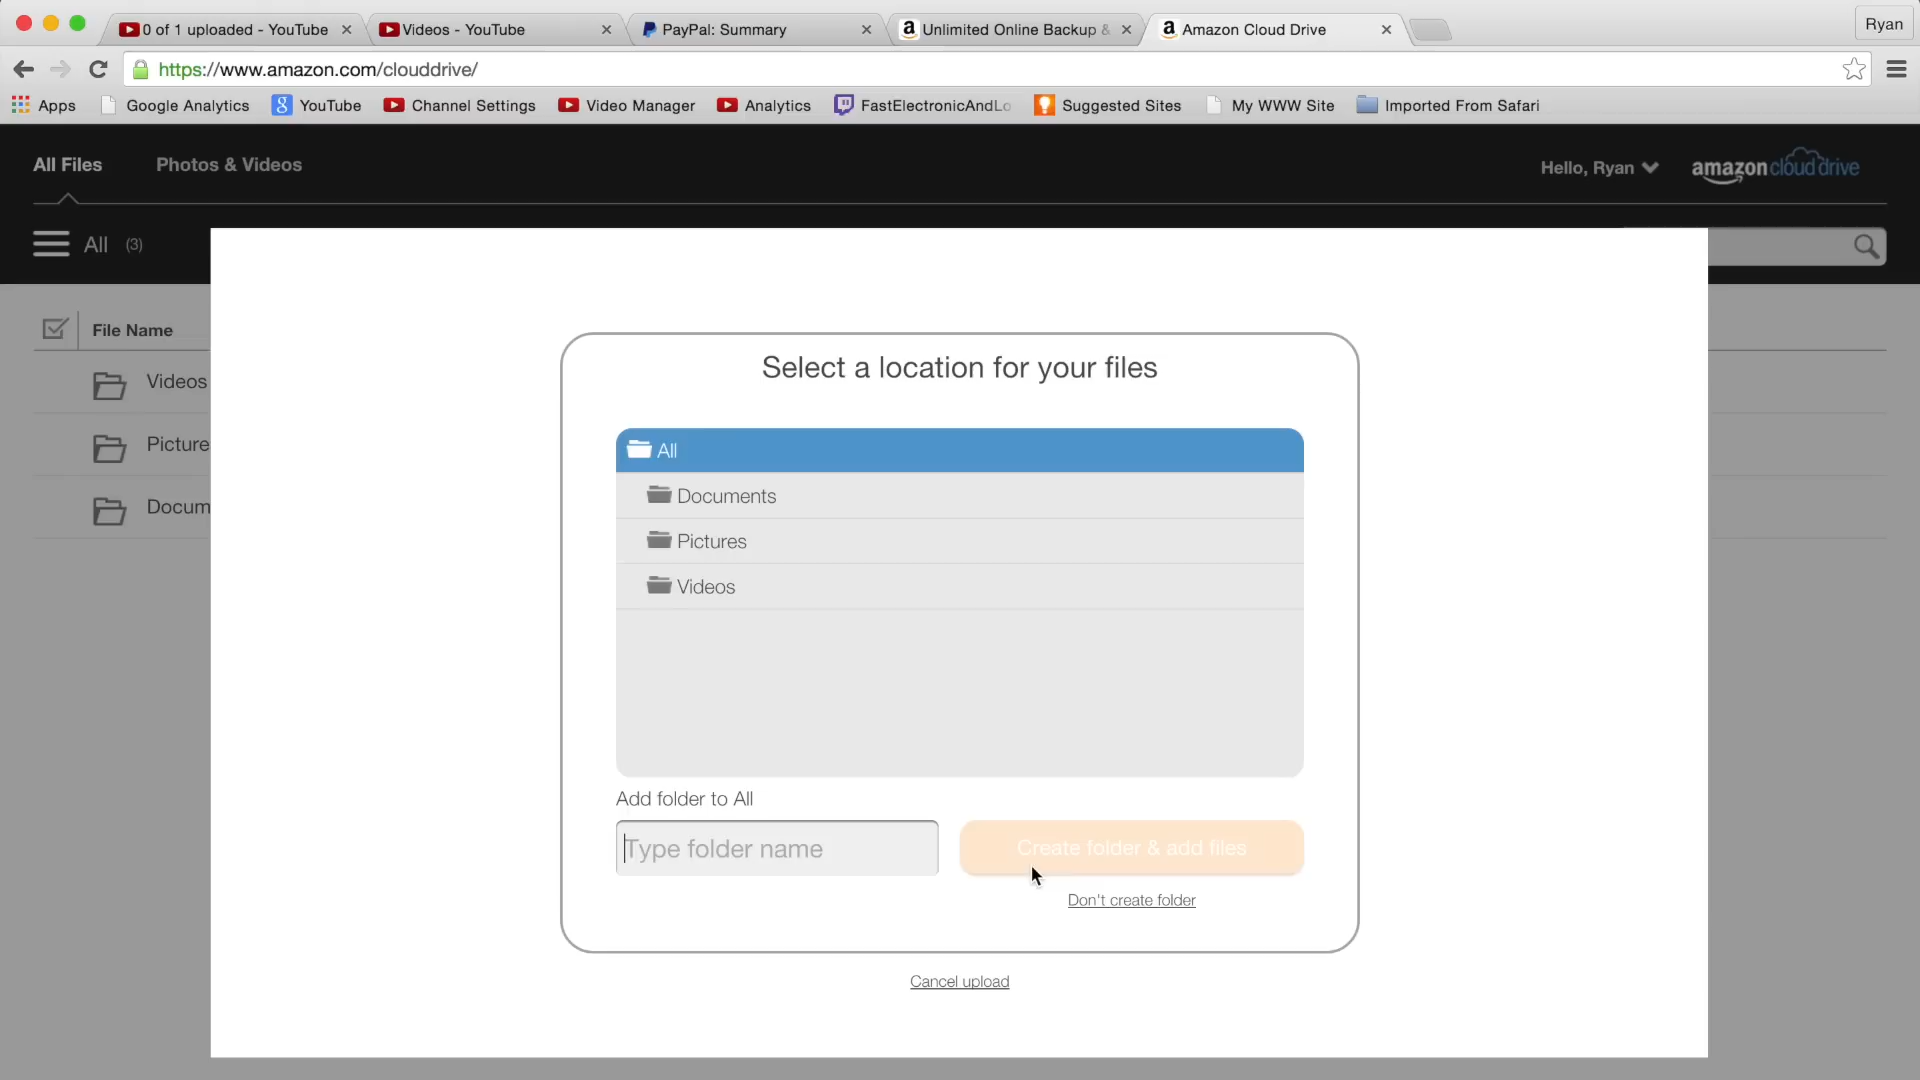 0 of 1 uploaded - YouTube
Videos - YouTube
PayPal: Summary
Unlimited Online Backup &
Amazon Cloud Drive
Ryan
https://www.amazon.com/clouddrive/
Apps
Google Analytics
YouTube
Channel Settings
Video Manager
Analytics
FastElectronicAndLo
Suggested Sites
My WWW Site
Imported From Safari
All Files
Photos & Videos
Hello, Ryan
amazon clouddrive
All (3)
File Name
Videos
Picture
Docum
Select a location for your files
All
Documents
Pictures
Videos
Add folder to All
Type folder name
Create folder & add files
Don't create folder
Cancel upload